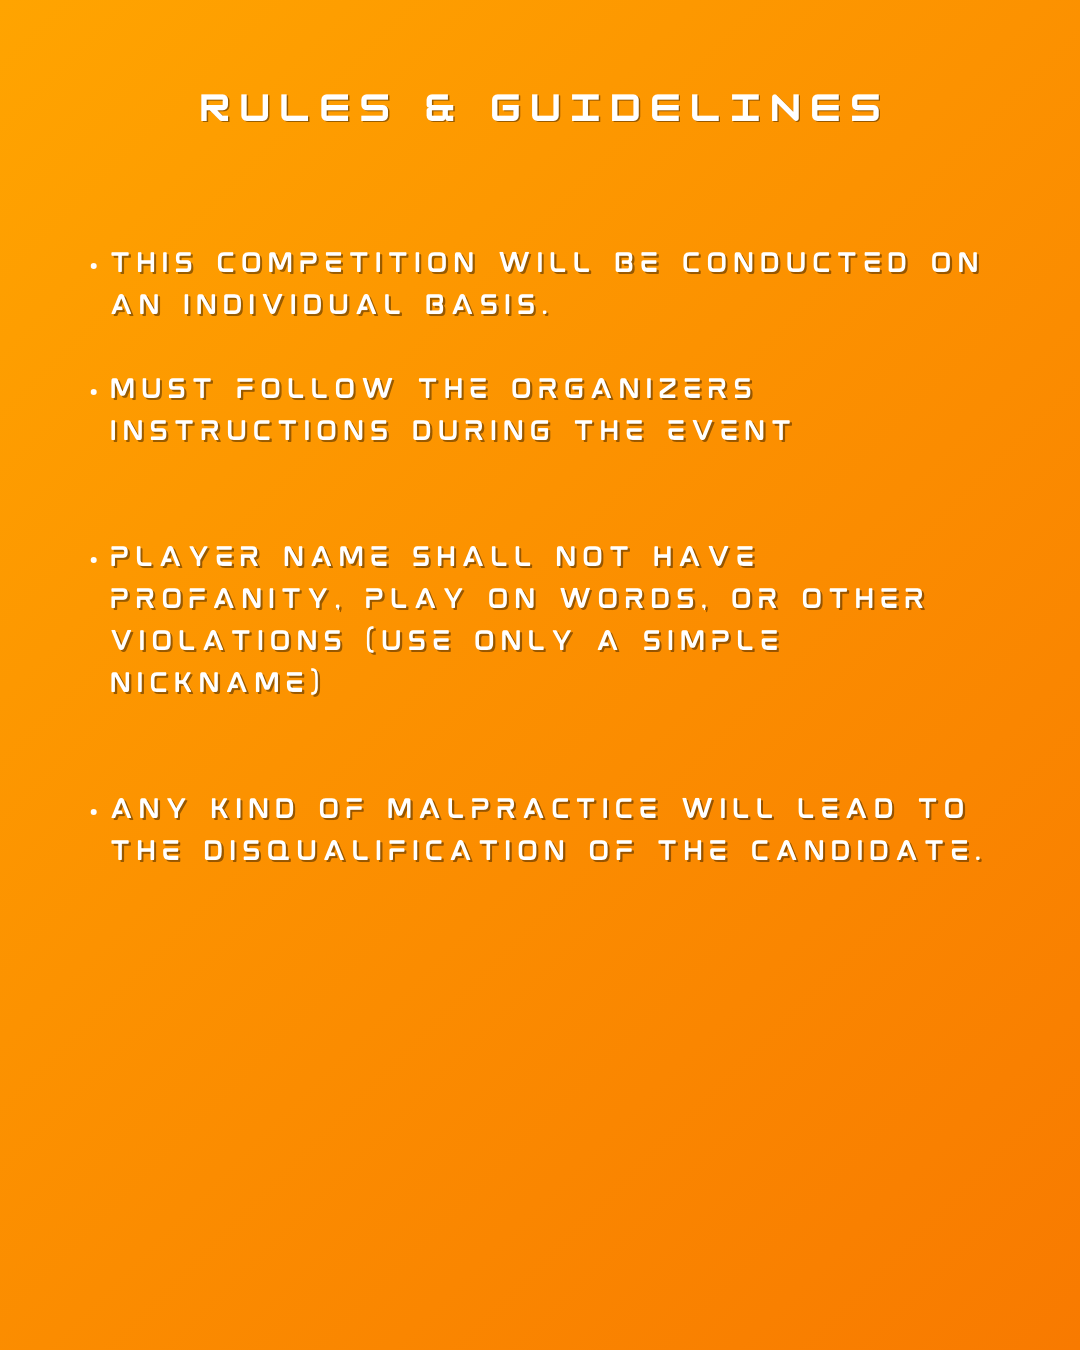 RULES & GUIDELINES
• THIS COMPETITION WILL BE CONDUCTED ON
AN INDIVIDUAL BASIS.
• MUST FOLLOW THE ORGANIZERS
INSTRUCTIONS DURING THE EVENT
• PLAYER NAME SHALL NOT HAVE
PROFANITY, PLAY ON WORDS, OR OTHER
VIOLATIONS (USE ONLY A SIMPLE
NICKNAME)
• ANY KIND OF MALPRACTICE WILL LEAD TO
THE DISQUALIFICATION OF THE CANDIDATE.